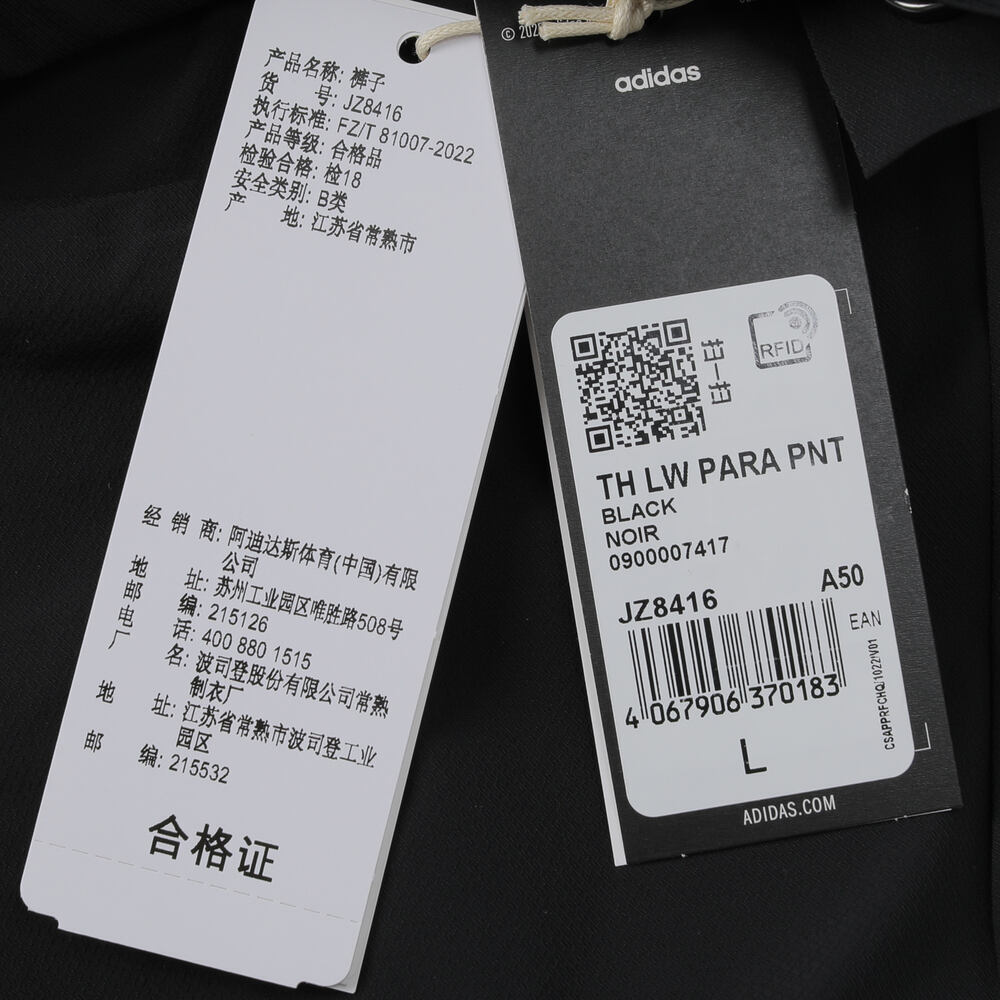 产品名称: 裤子
货 号: JZ8416
执行标准: FZ/T 81007-2022
产品等级: 合格品
检验合格: 检18
安全类别: B类
产 地: 江苏省常熟市
经 销 商: 阿迪达斯体育(中国)有限
公司
地 址: 苏州工业园区唯胜路508号
邮 编: 215126
电 话: 400 880 1515
厂 名: 波司登股份有限公司常熟
制衣厂
地 址: 江苏省常熟市波司登工业
园区
邮 编: 215532
合格证
adidas
扫一扫
RFID
TH LW PARA PNT
BLACK
NOIR
0900007417
JZ8416
A50
EAN
4 067906 370183
CSAPPRFCHQ/1022/V01
L
ADIDAS.COM